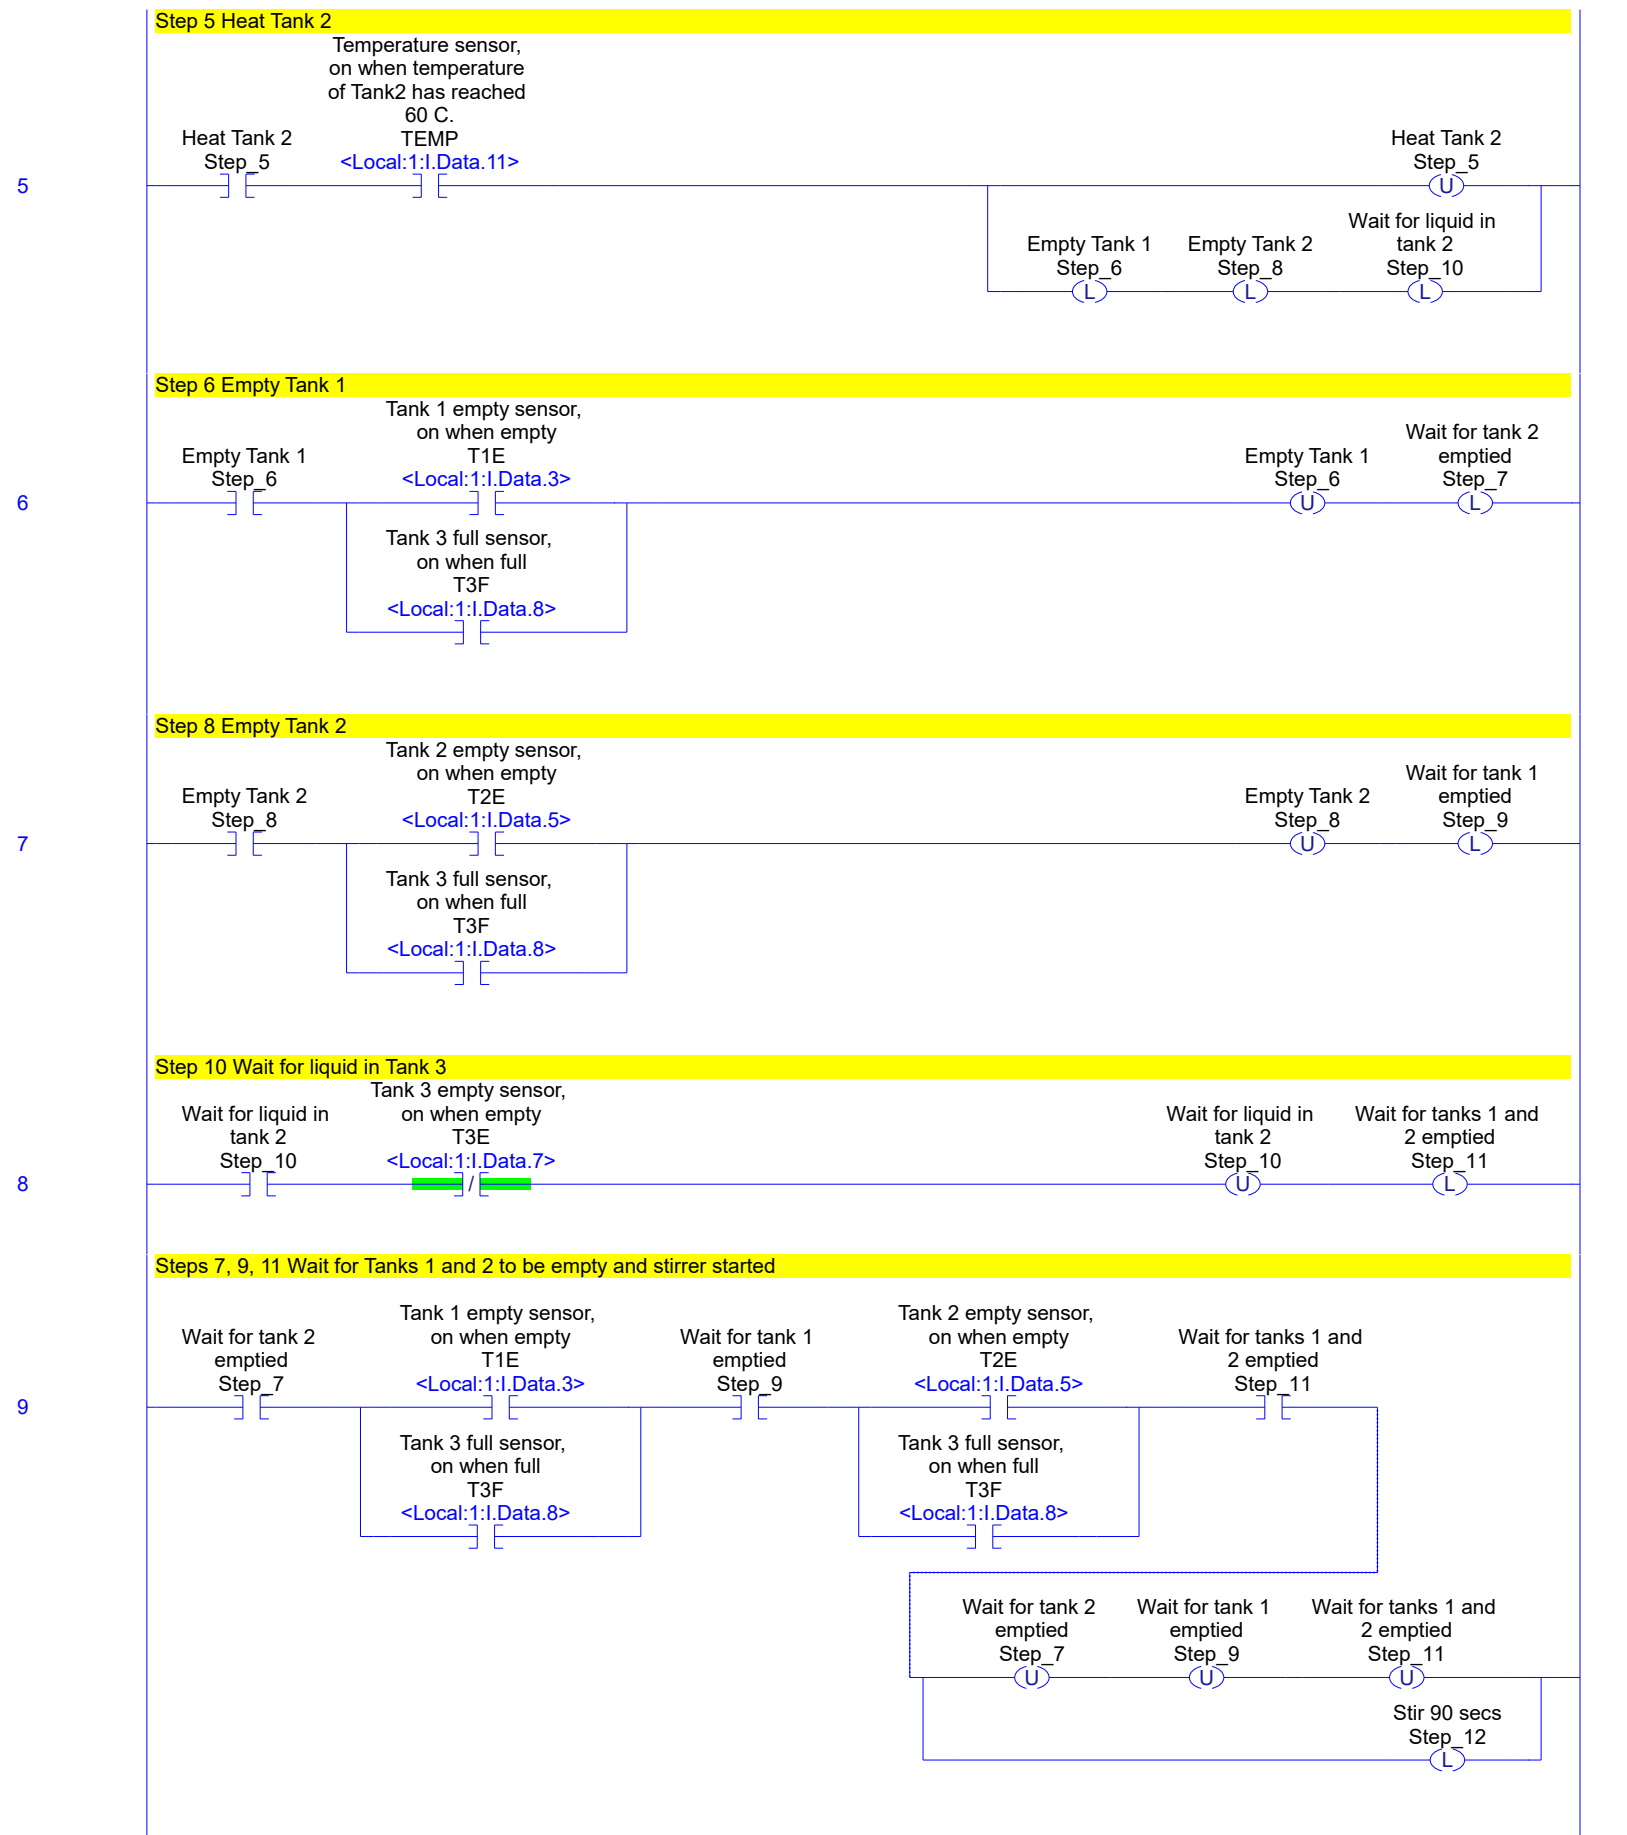 Step 5 Heat Tank 2
Temperature sensor,
on when temperature
of Tank2 has reached
60 C.
Heat Tank 2
TEMP
Heat Tank 2
Step_5
<Local:1:I.Data.11>
Step_5
5
U
Wait for liquid in
Empty Tank 1
Empty Tank 2
tank 2
Step_6
Step_8
Step_10
L
L
L
Step 6 Empty Tank 1
Tank 1 empty sensor,
on when empty
Wait for tank 2
Empty Tank 1
T1E
Empty Tank 1
emptied
Step_6
<Local:1:I.Data.3>
Step_6
Step_7
6
U
L
Tank 3 full sensor,
on when full
T3F
<Local:1:I.Data.8>
Step 8 Empty Tank 2
Tank 2 empty sensor,
on when empty
Wait for tank 1
Empty Tank 2
T2E
Empty Tank 2
emptied
Step_8
<Local:1:I.Data.5>
Step_8
Step_9
7
U
L
Tank 3 full sensor,
on when full
T3F
<Local:1:I.Data.8>
Step 10 Wait for liquid in Tank 3
Tank 3 empty sensor,
Wait for liquid in
on when empty
Wait for liquid in
Wait for tanks 1 and
tank 2
T3E
tank 2
2 emptied
Step_10
<Local:1:I.Data.7>
Step_10
Step_11
8
/
U
L
Steps 7, 9, 11 Wait for Tanks 1 and 2 to be empty and stirrer started
Tank 1 empty sensor,
Tank 2 empty sensor,
Wait for tank 2
on when empty
Wait for tank 1
on when empty
Wait for tanks 1 and
emptied
T1E
emptied
T2E
2 emptied
Step_7
<Local:1:I.Data.3>
Step_9
<Local:1:I.Data.5>
Step_11
9
Tank 3 full sensor,
Tank 3 full sensor,
on when full
on when full
T3F
T3F
<Local:1:I.Data.8>
<Local:1:I.Data.8>
Wait for tank 2
Wait for tank 1
Wait for tanks 1 and
emptied
emptied
2 emptied
Step_7
Step_9
Step_11
U
U
U
Stir 90 secs
Step_12
L